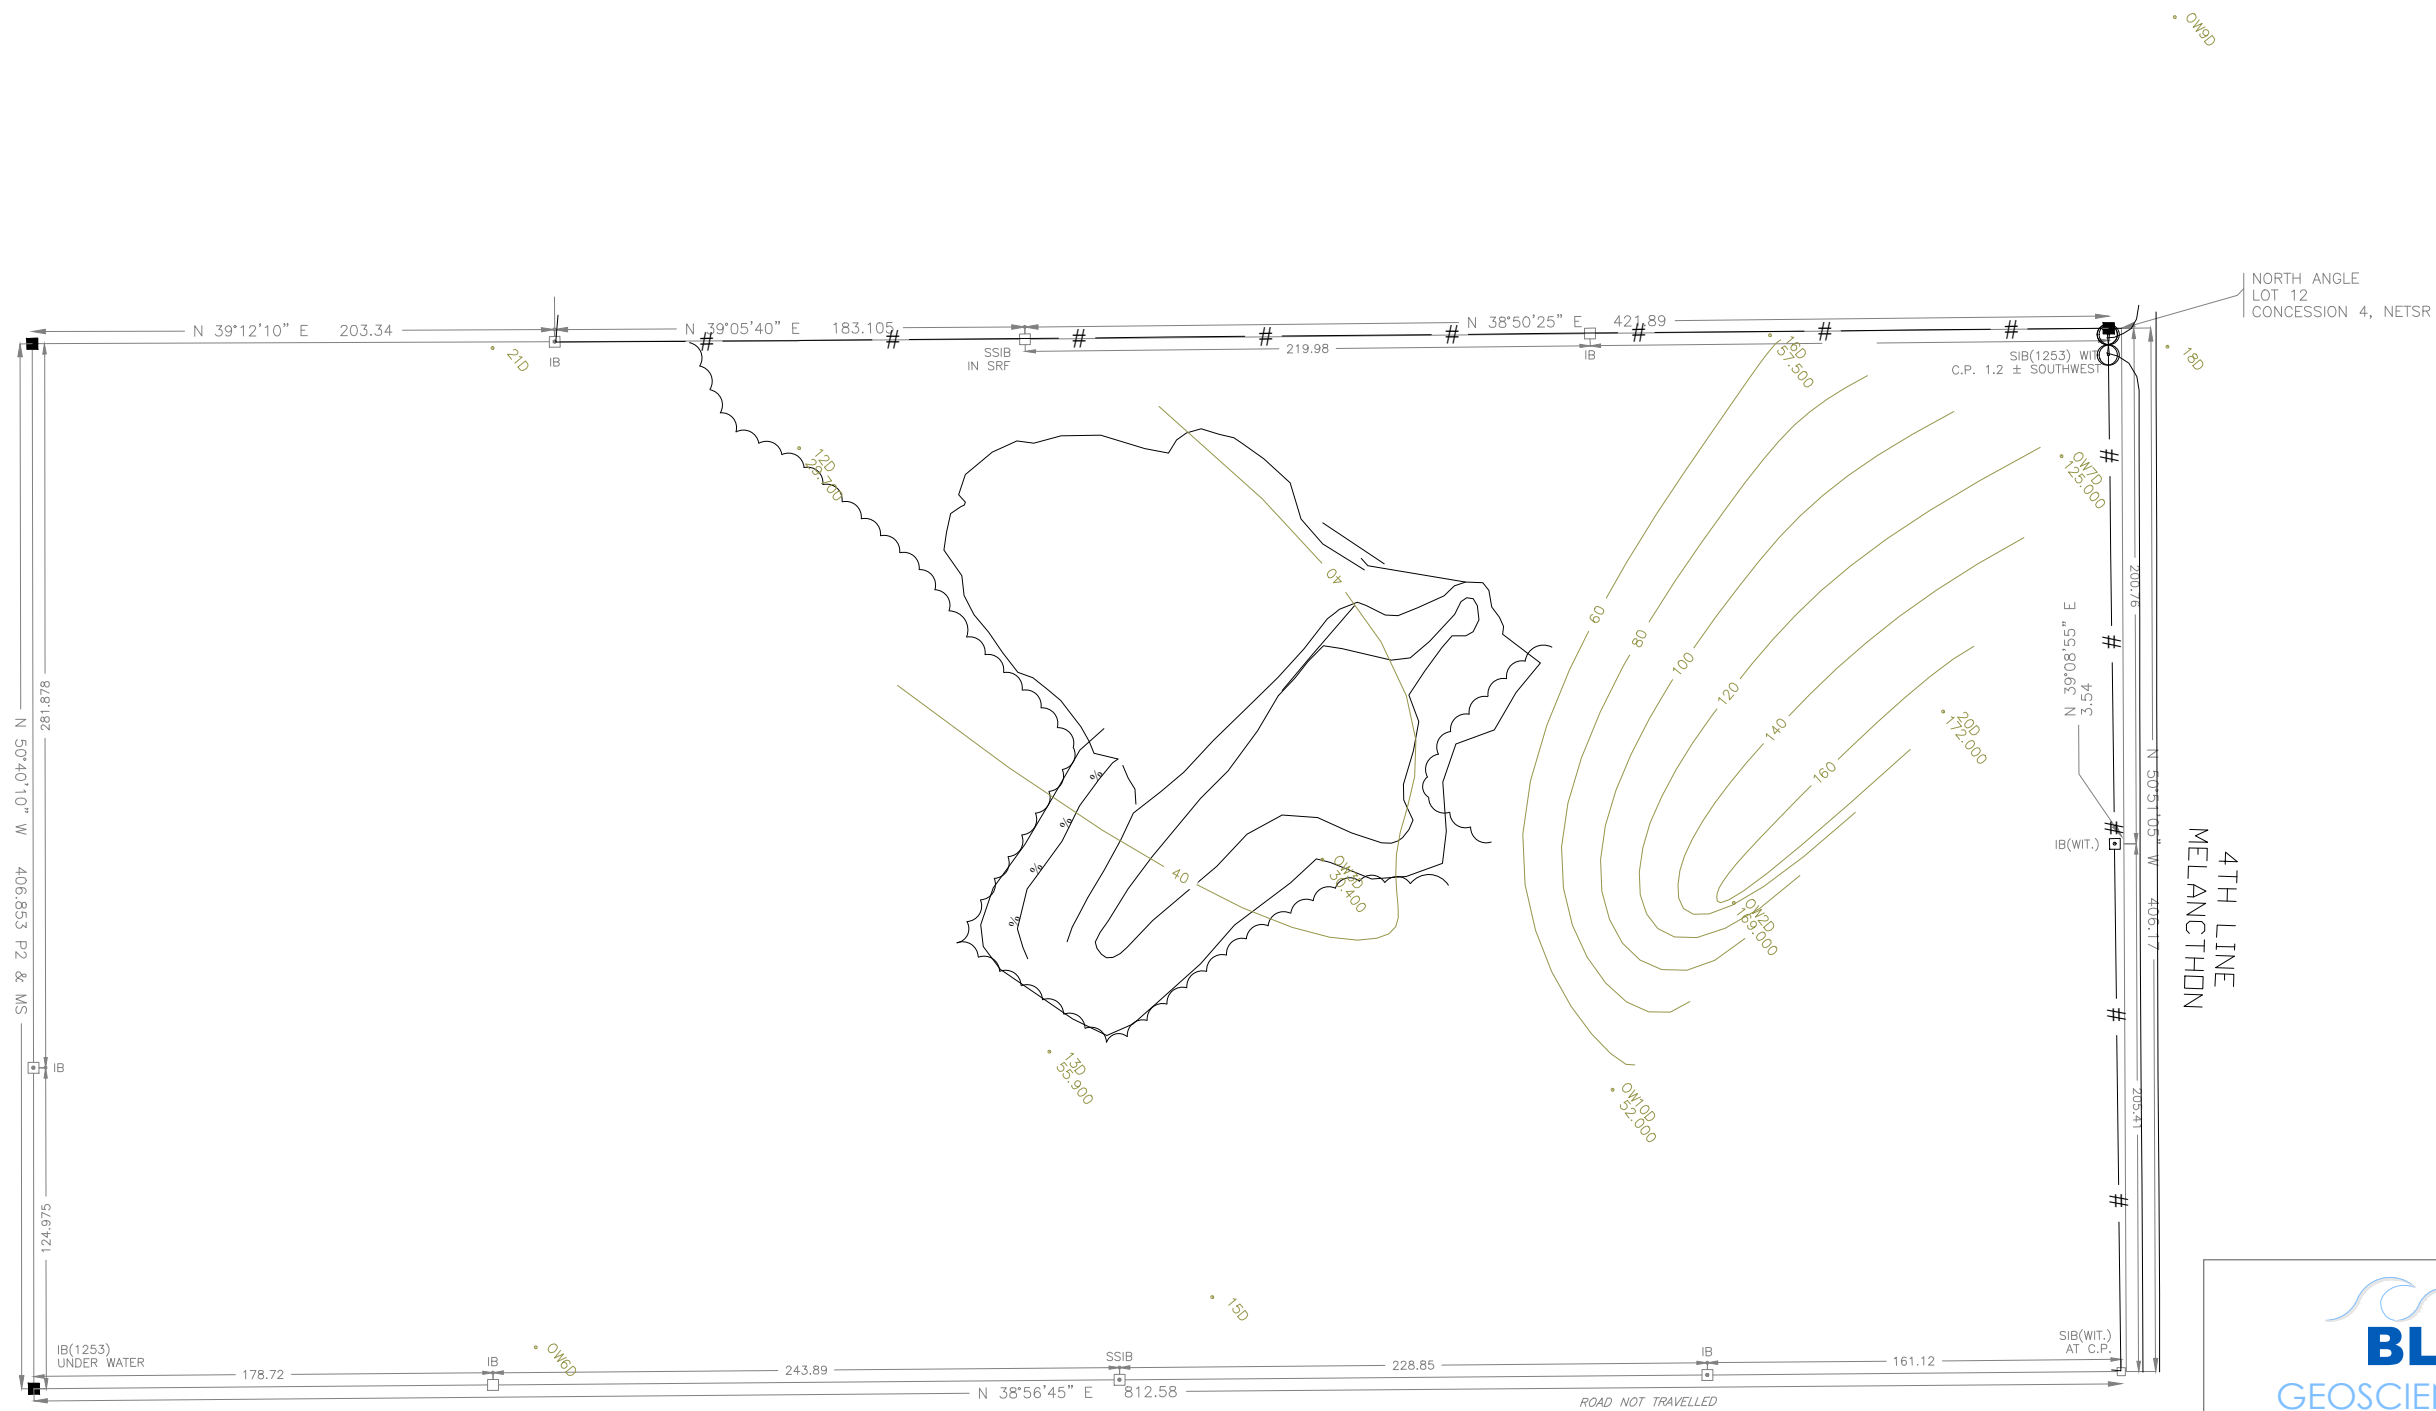 OW9D
NORTH ANGLE
LOT 12
CONCESSION 4, NETSR
N 39°12'10" E 203.34
N 39°05'40" E 183.105
N 38°50'25" E 421.89
219.98
21D
IB
SSIB
IN SRF
IB
16D
57.500
SIB(1253) WIT
C.P. 1.2 ± SOUTHWEST
18D
12D
29.700
OW7D
125.000
40
60
80
100
120
140
160
200.76
N 39°08'55" E
3.54
20D
172.000
281.878
N 50°40'10" W 406.853 P2 & MS
N 50°51'05" W 406.17
IB(WIT.)
4TH LINE
MELANCTHON
%
%
%
%
40
OW3D
30.400
OW2D
169.000
IB
13D
55.900
OW10D
52.000
205.41
124.975
15D
OW6D
IB(1253)
UNDER WATER
SIB(WIT.)
AT C.P.
178.72
IB
243.89
SSIB
228.85
IB
161.12
N 38°56'45" E 812.58
ROAD NOT TRAVELLED
BL
GEOSCIEN